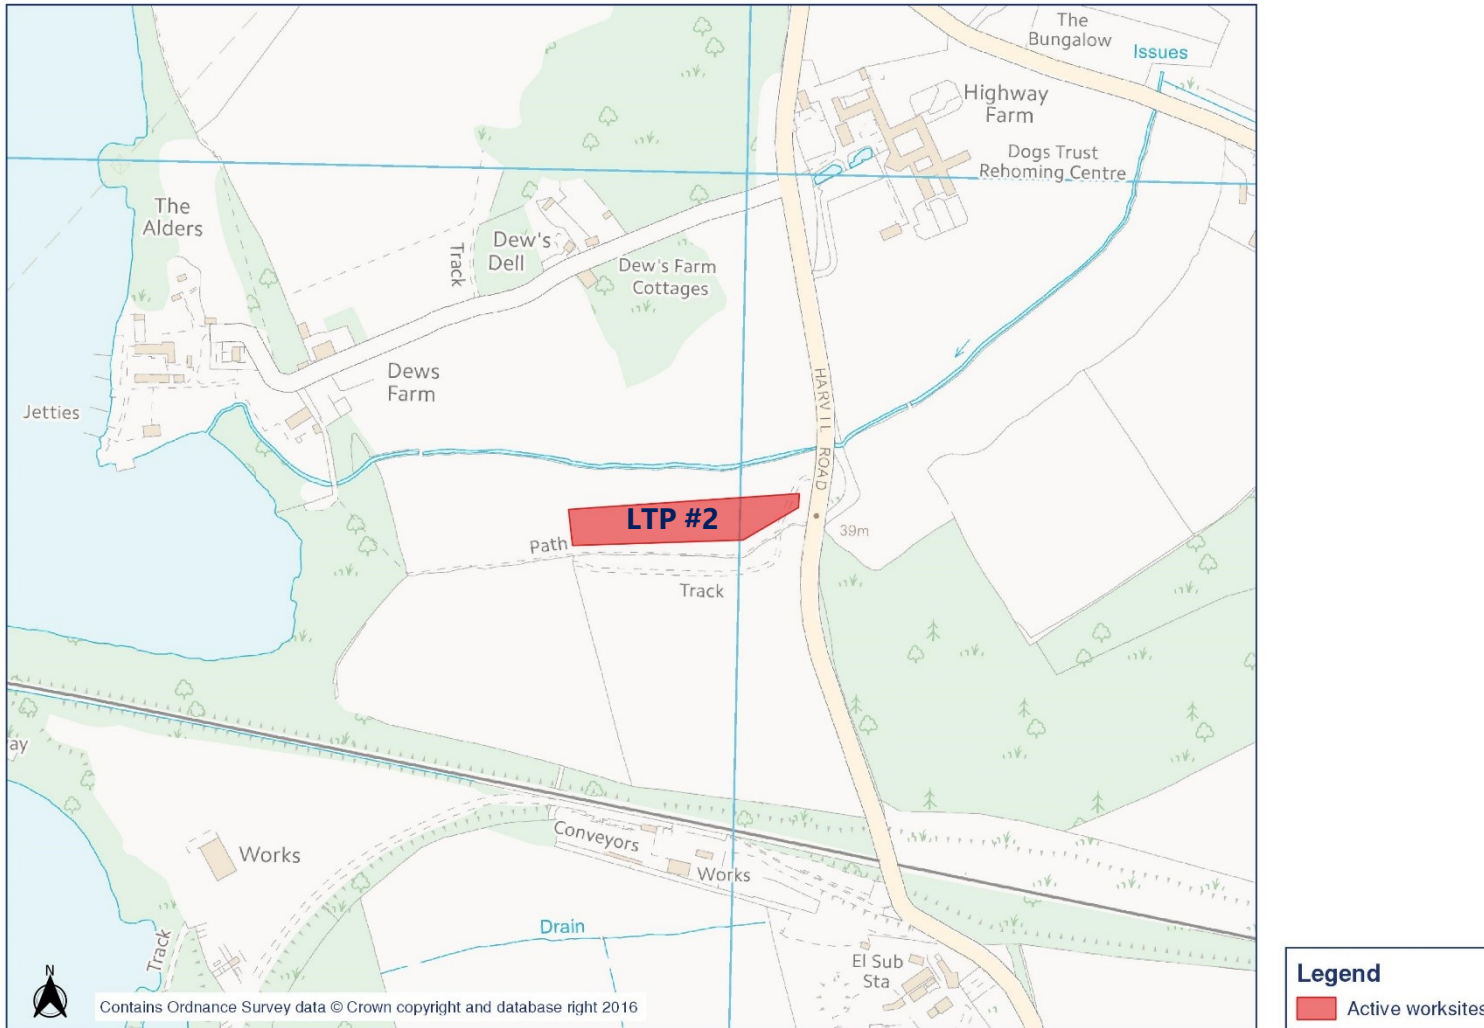 The
Bungalow
Issues
Highway
Farm
Dogs Trust
Rehoming Centre
The
Alders
Track
Dew's
Dell
Dew's Farm
Cottages
Dews
Farm
Jetties
HARVIL ROAD
LTP #2
39m
Path
Track
ay
Conveyors
Works
Works
Track
Drain
El Sub
Sta
N
Contains Ordnance Survey data © Crown copyright and database right 2016
Legend
Active worksites